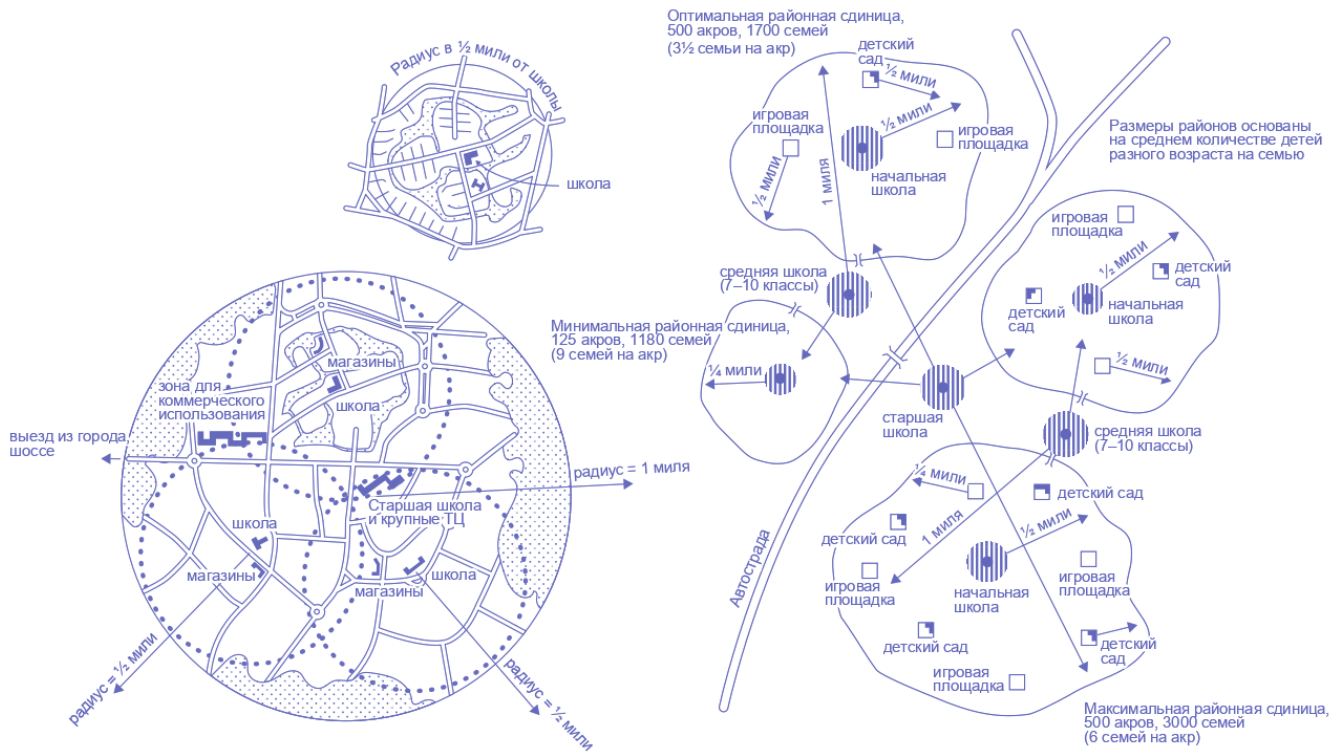 Радиус в ½ мили от школы
школа
магазины
школа
зона для
коммерческого
использования
выезд из города
шоссе
радиус = 1 миля
Старшая школа
и крупные ТЦ
школа
магазины
магазины
школа
радиус = ½ мили
радиус = ½ мили
Оптимальная районная сдиница,
500 акров, 1700 семей
(3½ семьи на акр)
детский
сад
½ мили
½ мили
игровая
площадка
игровая
площадка
½ мили
1 миля
начальная
школа
Размеры районов основаны
на среднем количестве детей
разного возраста на семью
средняя школа
(7–10 классы)
Минимальная районная сдиница,
125 акров, 1180 семей
(9 семей на акр)
¼ мили
игровая
площадка
½ мили
детский
сад
детский
сад
начальная
школа
½ мили
старшая
школа
средняя школа
(7–10 классы)
Автострада
¼ мили
детский сад
детский сад
1 миля
½ мили
игровая
площадка
начальная
школа
игровая
площадка
детский сад
детский
сад
игровая
площадка
Максимальная районная сдиница,
500 акров, 3000 семей
(6 семей на акр)